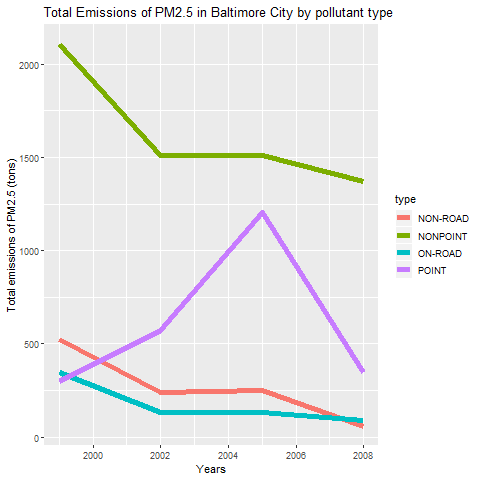 Total Emissions of PM2.5 in Baltimore City by pollutant type
Total emissions of PM2.5 (tons)
2000
1500
1000
500
0
2000 2002 2004 2006 2008
Years
type
NON-ROAD
NONPOINT
ON-ROAD
POINT